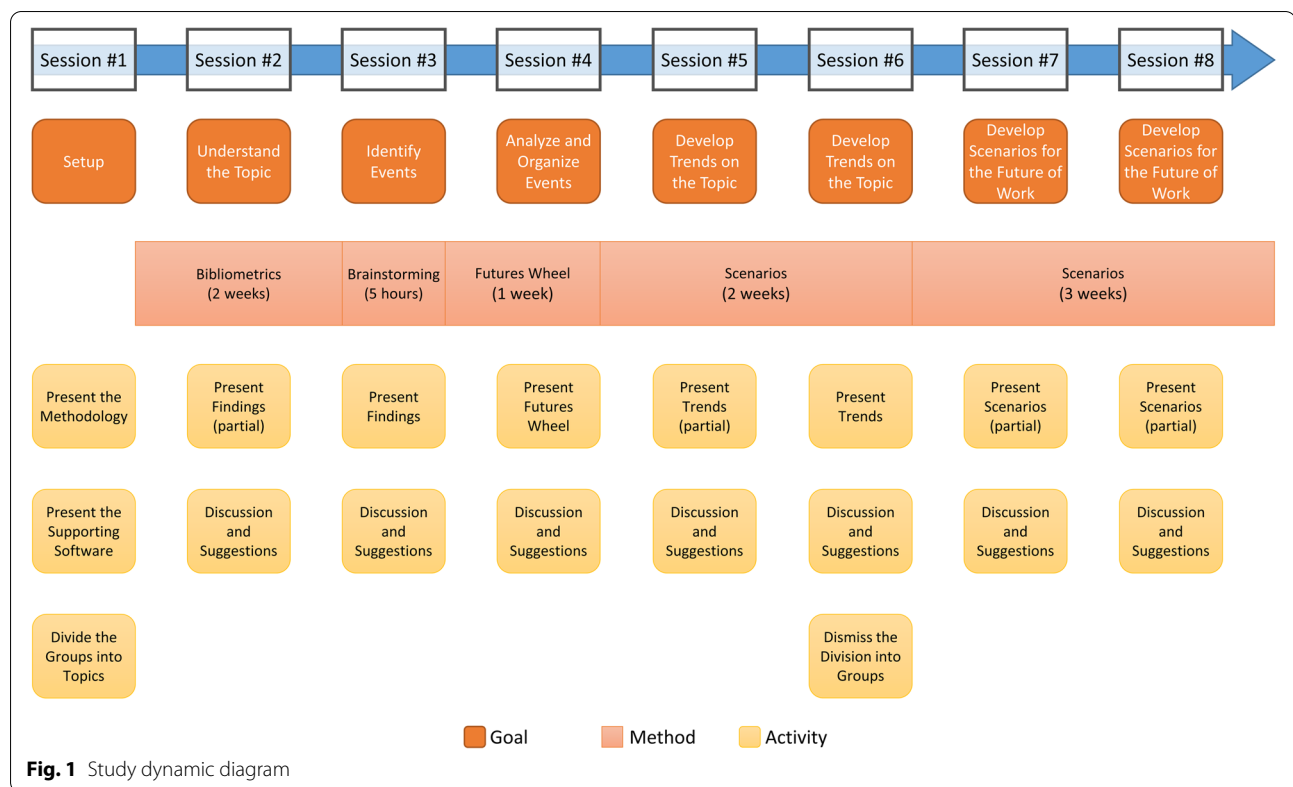 Session #1
Session #2
Session #3
Session #4
Session #5
Session #6
Session #7
Session #8
Setup
Understand
the Topic
Identify
Events
Analyze and
Organize
Events
Develop
Trends on
the Topic
Develop
Trends on
the Topic
Develop
Scenarios for
the Future of
Work
Develop
Scenarios for
the Future of
Work
Bibliometrics
(2 weeks)
Brainstorming
(5 hours)
Futures Wheel
(1 week)
Scenarios
(2 weeks)
Scenarios
(3 weeks)
Present the
Methodology
Present
Findings
(partial)
Present
Findings
Present
Futures
Wheel
Present
Trends
(partial)
Present
Trends
Present
Scenarios
(partial)
Present
Scenarios
(partial)
Present the
Supporting
Software
Discussion
and
Suggestions
Discussion
and
Suggestions
Discussion
and
Suggestions
Discussion
and
Suggestions
Discussion
and
Suggestions
Discussion
and
Suggestions
Discussion
and
Suggestions
Divide the
Groups into
Topics
Dismiss the
Division into
Groups
Goal
Method
Activity
Fig. 1 Study dynamic diagram